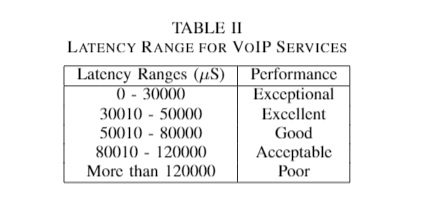 TABLE II
LATENCY RANGE FOR VOIP SERVICES
Latency Ranges (μS) Performance
0 - 30000 Exceptional
30010 - 50000 Excellent
50010 - 80000 Good
80010 - 120000 Acceptable
More than 120000 Poor